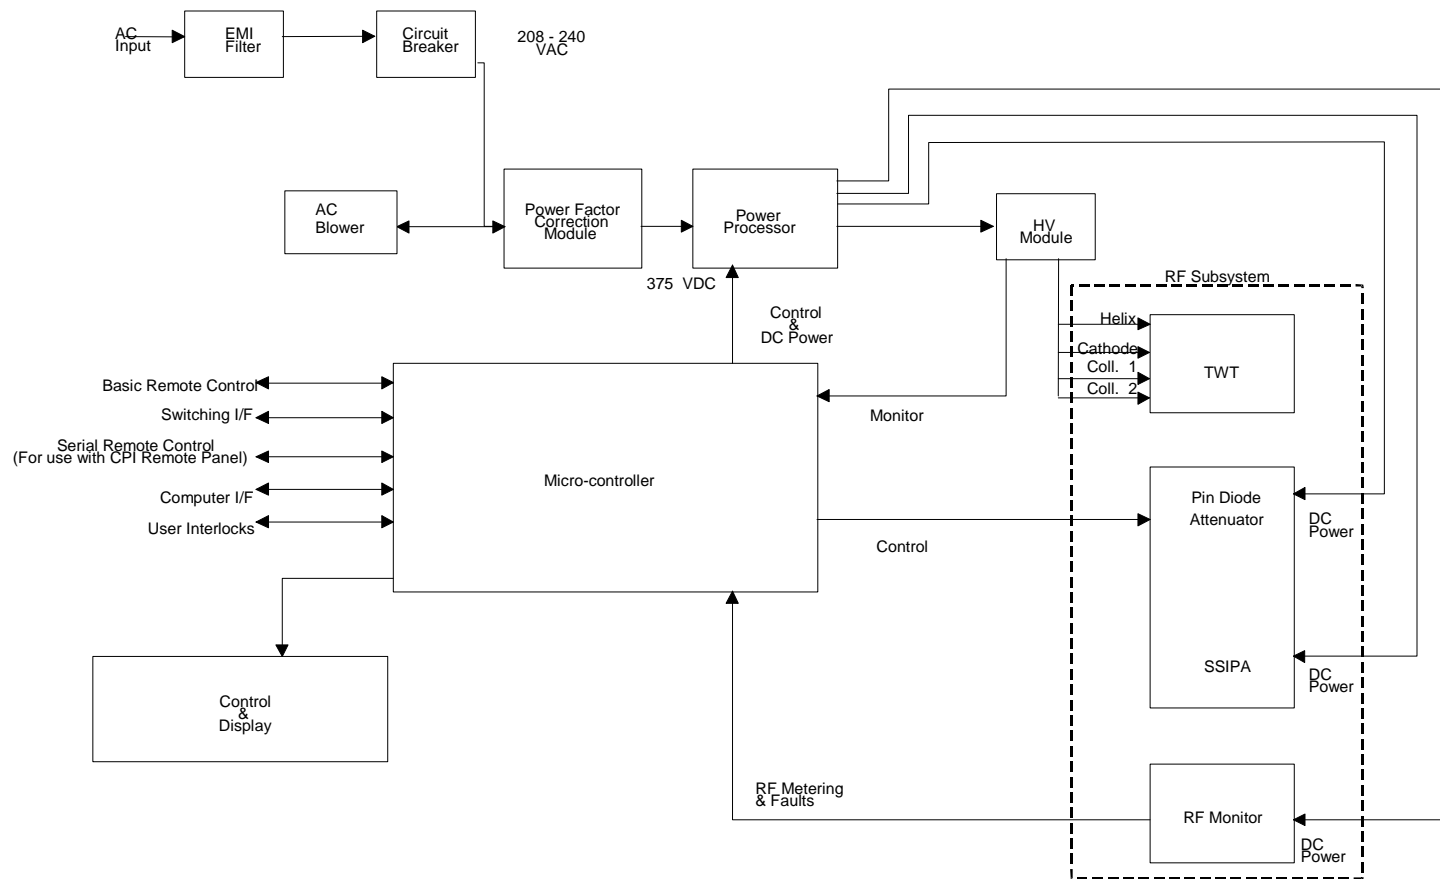 AC
Input
EMI
Filter
Circuit
Breaker
208 - 240
VAC
AC
Blower
Power Factor
Correction
Module
Power
Processor
HV
Module
375 VDC
RF Subsystem
Control
&
DC Power
Helix
Cathode
Coll. 1
Coll. 2
TWT
Basic Remote Control
Switching I/F
Serial Remote Control
(For use with CPI Remote Panel)
Computer I/F
User Interlocks
Monitor
Micro-controller
Control
Pin Diode
Attenuator
DC
Power
SSIPA
DC
Power
Control
&
Display
RF Metering
& Faults
RF Monitor
DC
Power